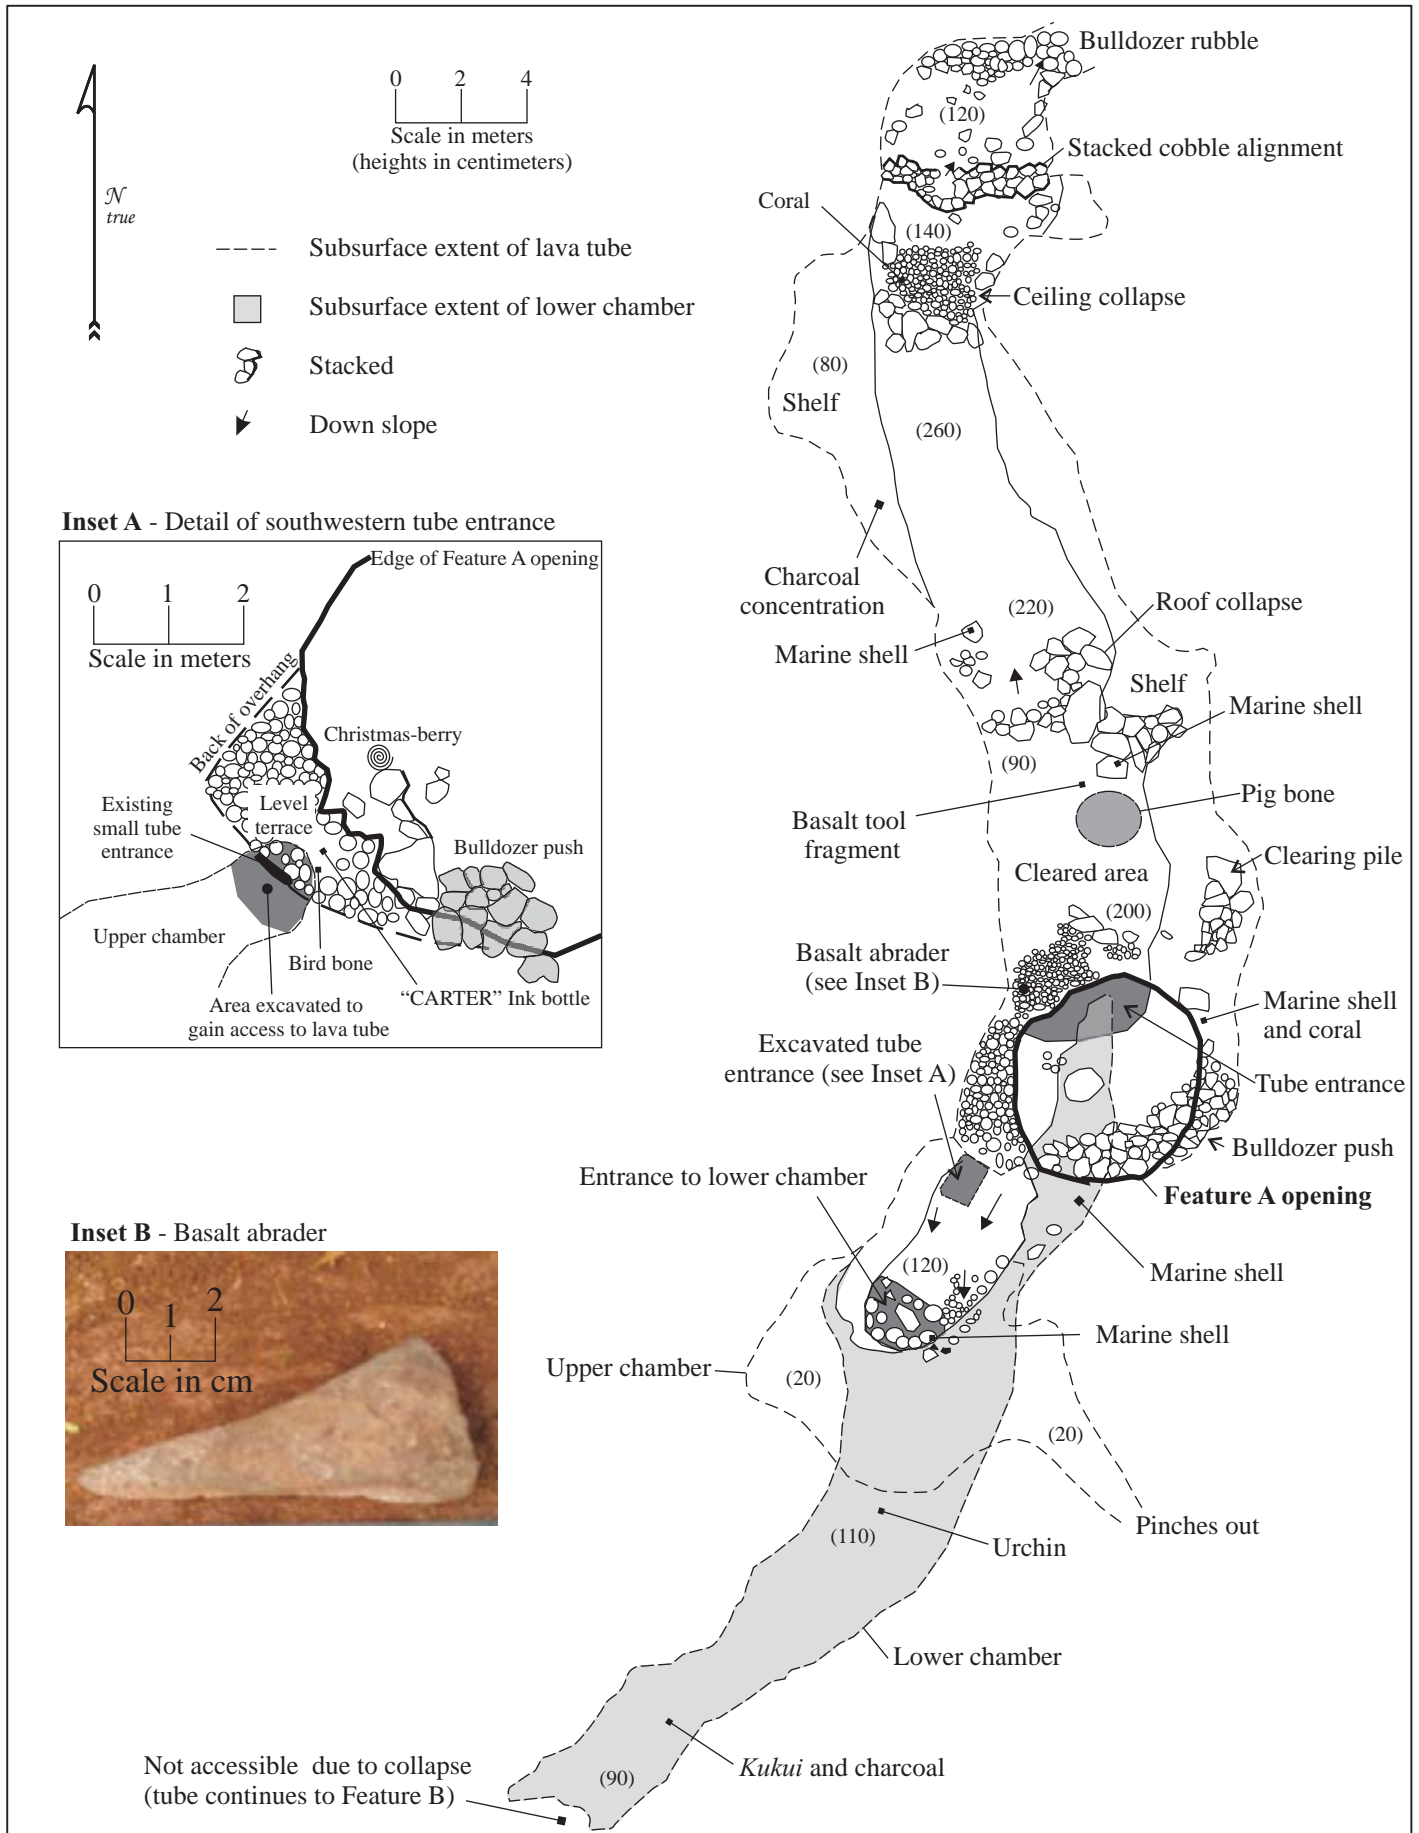 Bulldozer rubble
0 2 4
Scale in meters
(heights in centimeters)
N
true
(120)
Stacked cobble alignment
Coral
(140)
Subsurface extent of lava tube
Ceiling collapse
Subsurface extent of lower chamber
Stacked
(80)
Shelf
Down slope
(260)
Inset A - Detail of southwestern tube entrance
Edge of Feature A opening
0 1 2
Scale in meters
Back of overhang
Christmas-berry
Existing
small tube
entrance
Level
terrace
Bulldozer push
Upper chamber
Bird bone
"CARTER" Ink bottle
Area excavated to
gain access to lava tube
Charcoal
concentration
(220)
Roof collapse
Marine shell
Shelf
Marine shell
(90)
Pig bone
Basalt tool
fragment
Clearing pile
Cleared area
(200)
Basalt abrader
(see Inset B)
Marine shell
and coral
Excavated tube
entrance (see Inset A)
Tube entrance
Bulldozer push
Entrance to lower chamber
Feature A opening
Inset B - Basalt abrader
0 1 2
Scale in cm
(120)
Marine shell
Marine shell
Upper chamber
(20)
(20)
Pinches out
(110)
Urchin
Lower chamber
Kukui and charcoal
Not accessible due to collapse
(tube continues to Feature B)
(90)